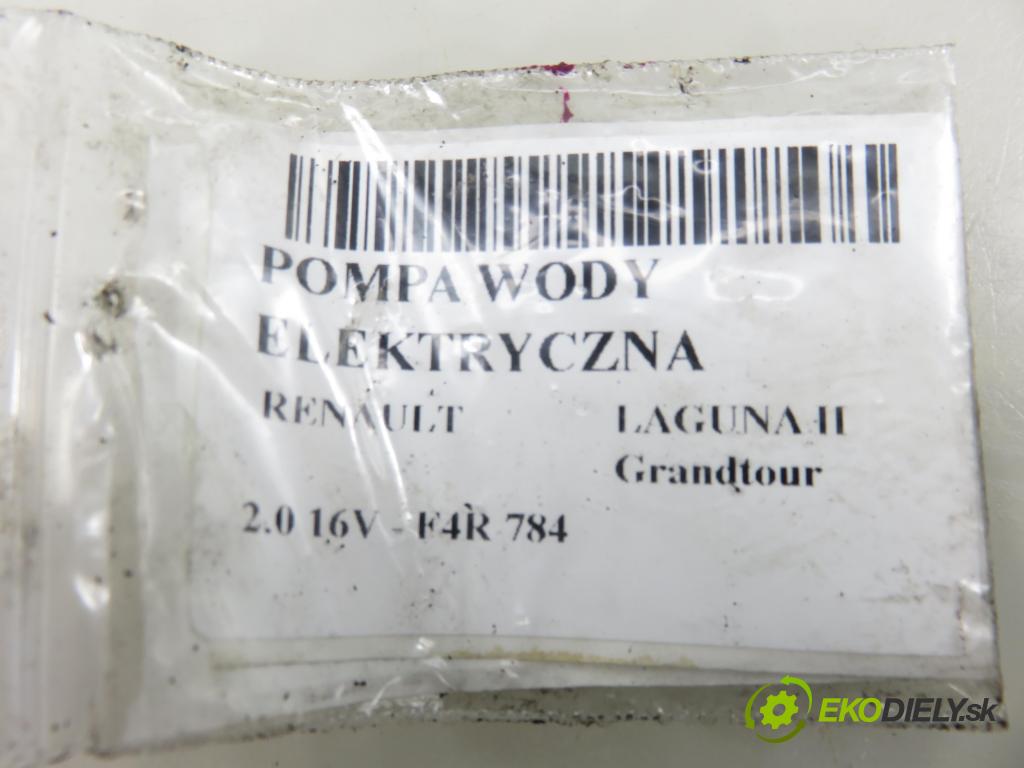 POMPA WODY
ELEKTRYCZNA
RENAULT LAGUNA II
Grandtour
2.0 16V - F4R 784
EKODIELY.sk